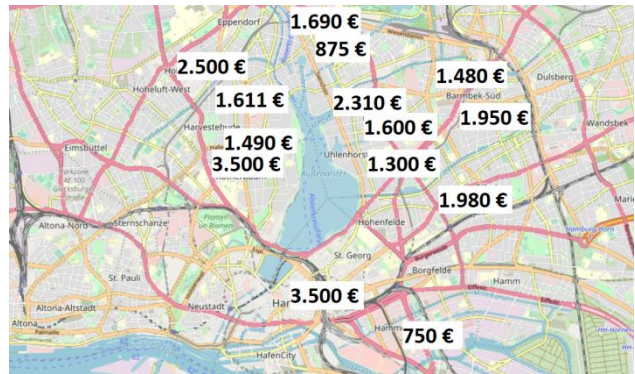 1.690 €
Eppendorf
875 €
2.500 €
Dulsberg
1.480 €
Hoheluft-West
Barmbek-Süd
1.611 €
2.310 €
1.950 €
Harvestehude
1.600 €
Wandsbek
1.490 €
Eimsbüttel
3.500 €
Uhlenhorst
1.300 €
Außenalster
1.980 €
Sternschanze
Planten
un Blomen
Altona-Nord
Hohenfelde
St. Georg
St. Pauli
Borgfelde
Hamm
3.500 €
Altona-Altstadt
Neustadt
Altona
750 €
HafenCity